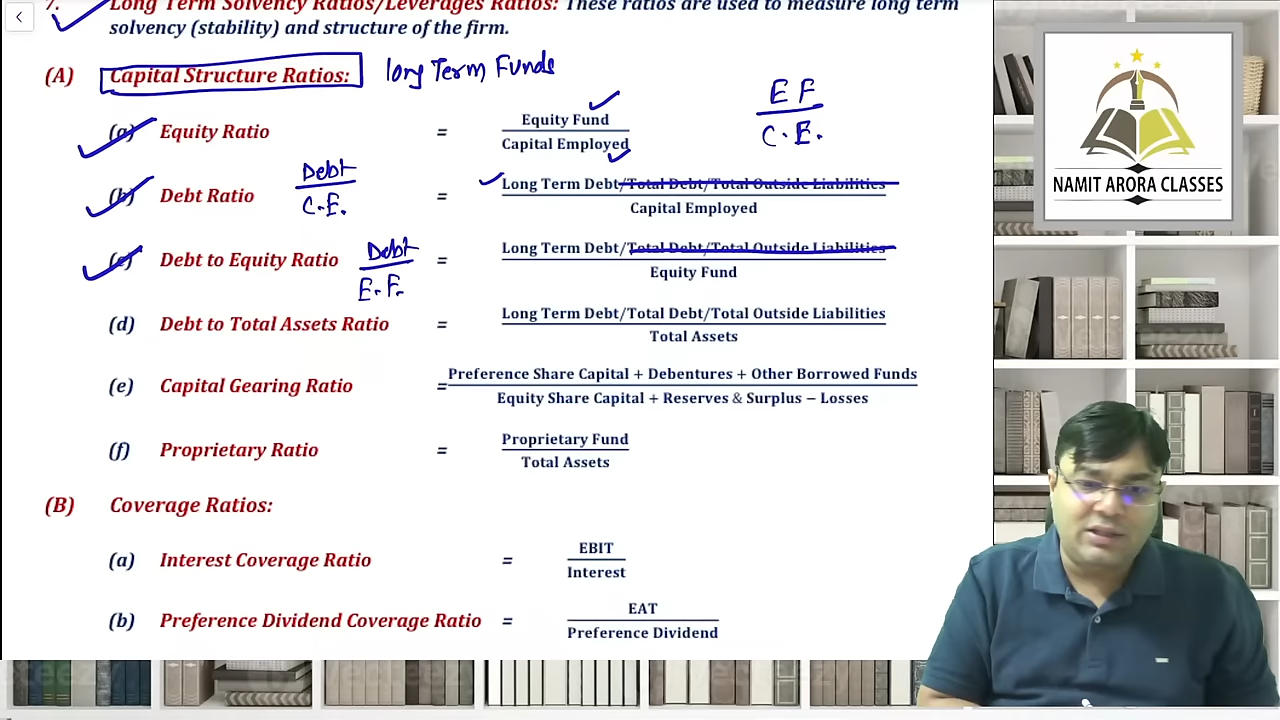 7. Long Term Solvency Ratios/Leverages Ratios: These ratios are used to measure long term
solvency (stability) and structure of the firm.
(A) Capital Structure Ratios: long Term Funds
(a) Equity Ratio = Equity Fund
Capital Employed
E F
C.E.
(b) Debt Ratio Debt
C.E.
= Long Term Debt/Total Debt/Total Outside Liabilities
Capital Employed
(c) Debt to Equity Ratio Debt
E.F.
= Long Term Debt/Total Debt/Total Outside Liabilities
Equity Fund
(d) Debt to Total Assets Ratio = Long Term Debt/Total Debt/Total Outside Liabilities
Total Assets
(e) Capital Gearing Ratio = Preference Share Capital + Debentures + Other Borrowed Funds
Equity Share Capital + Reserves & Surplus − Losses
(f) Proprietary Ratio = Proprietary Fund
Total Assets
(B) Coverage Ratios:
(a) Interest Coverage Ratio = EBIT
Interest
(b) Preference Dividend Coverage Ratio = EAT
Preference Dividend
NAMIT ARORA CLASSES